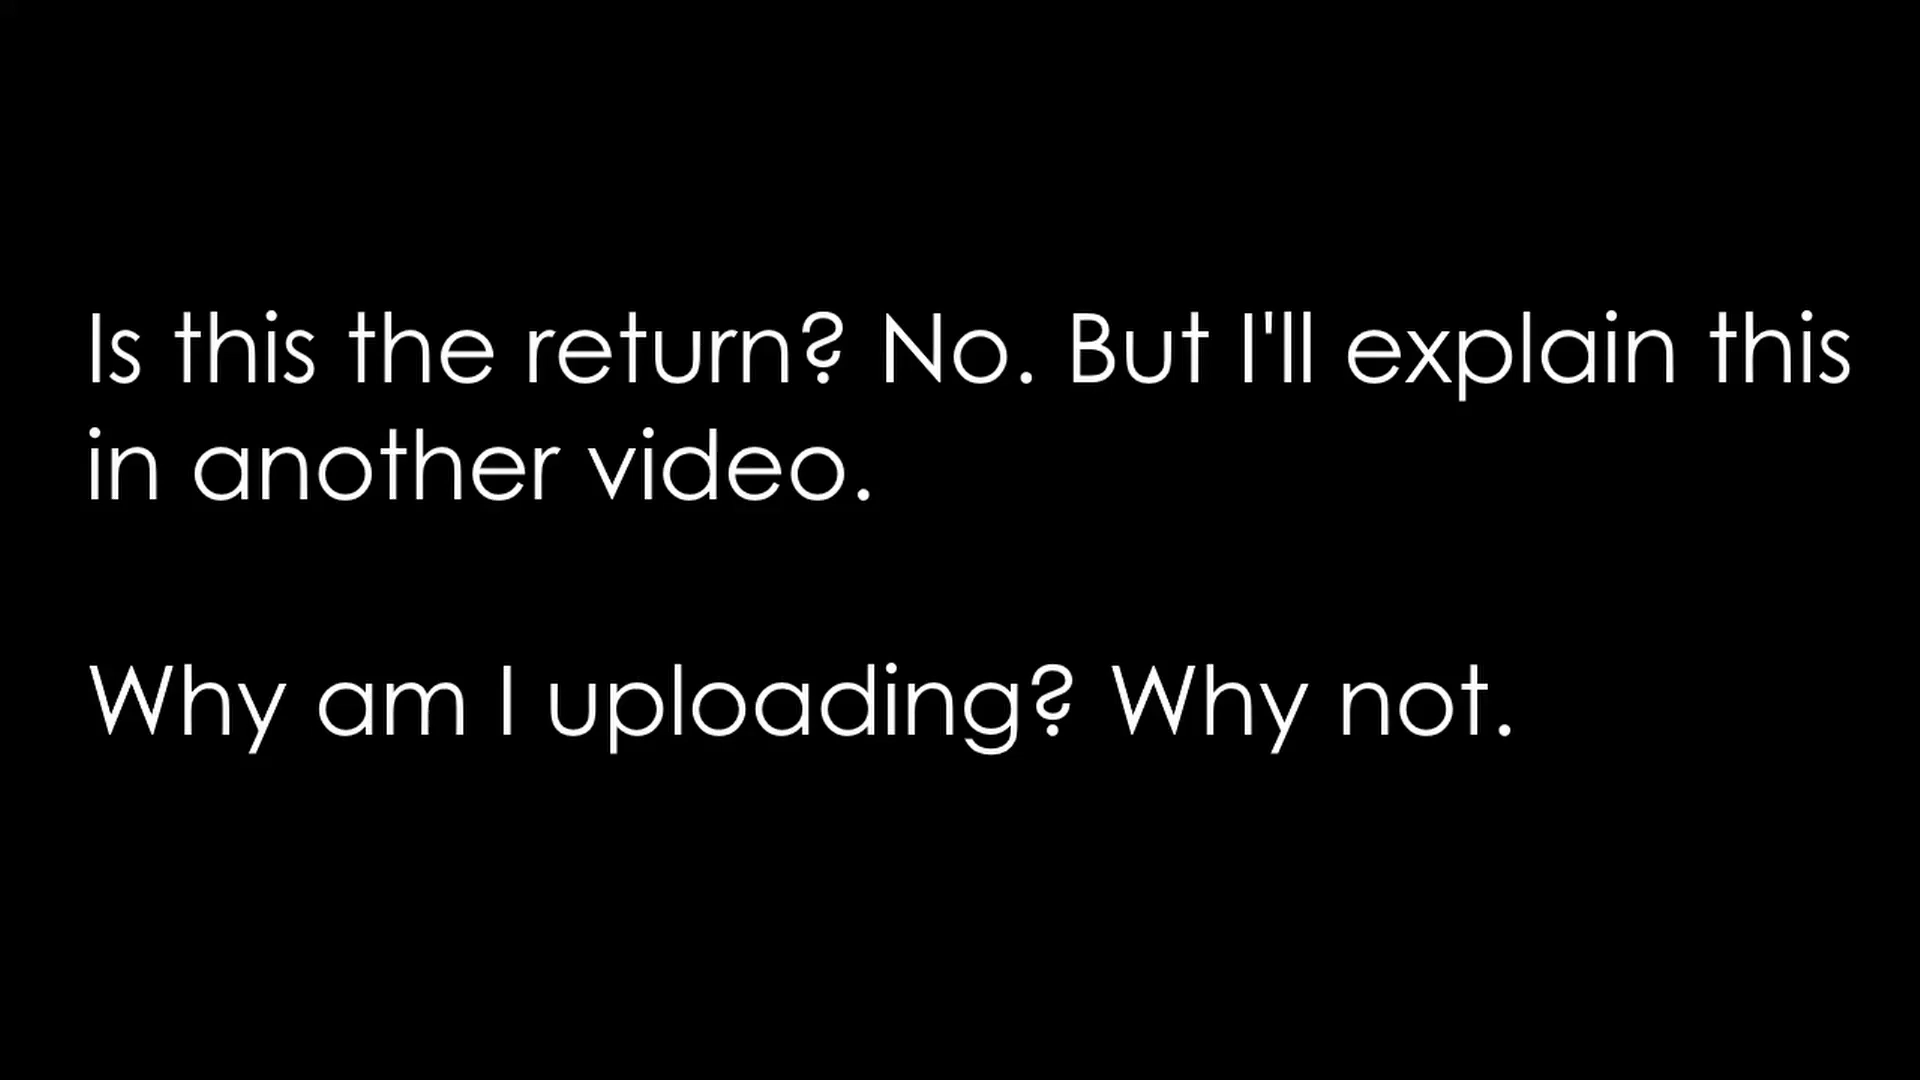 Is this the return? No. But I'll explain this
in another video.
Why am I uploading? Why not.